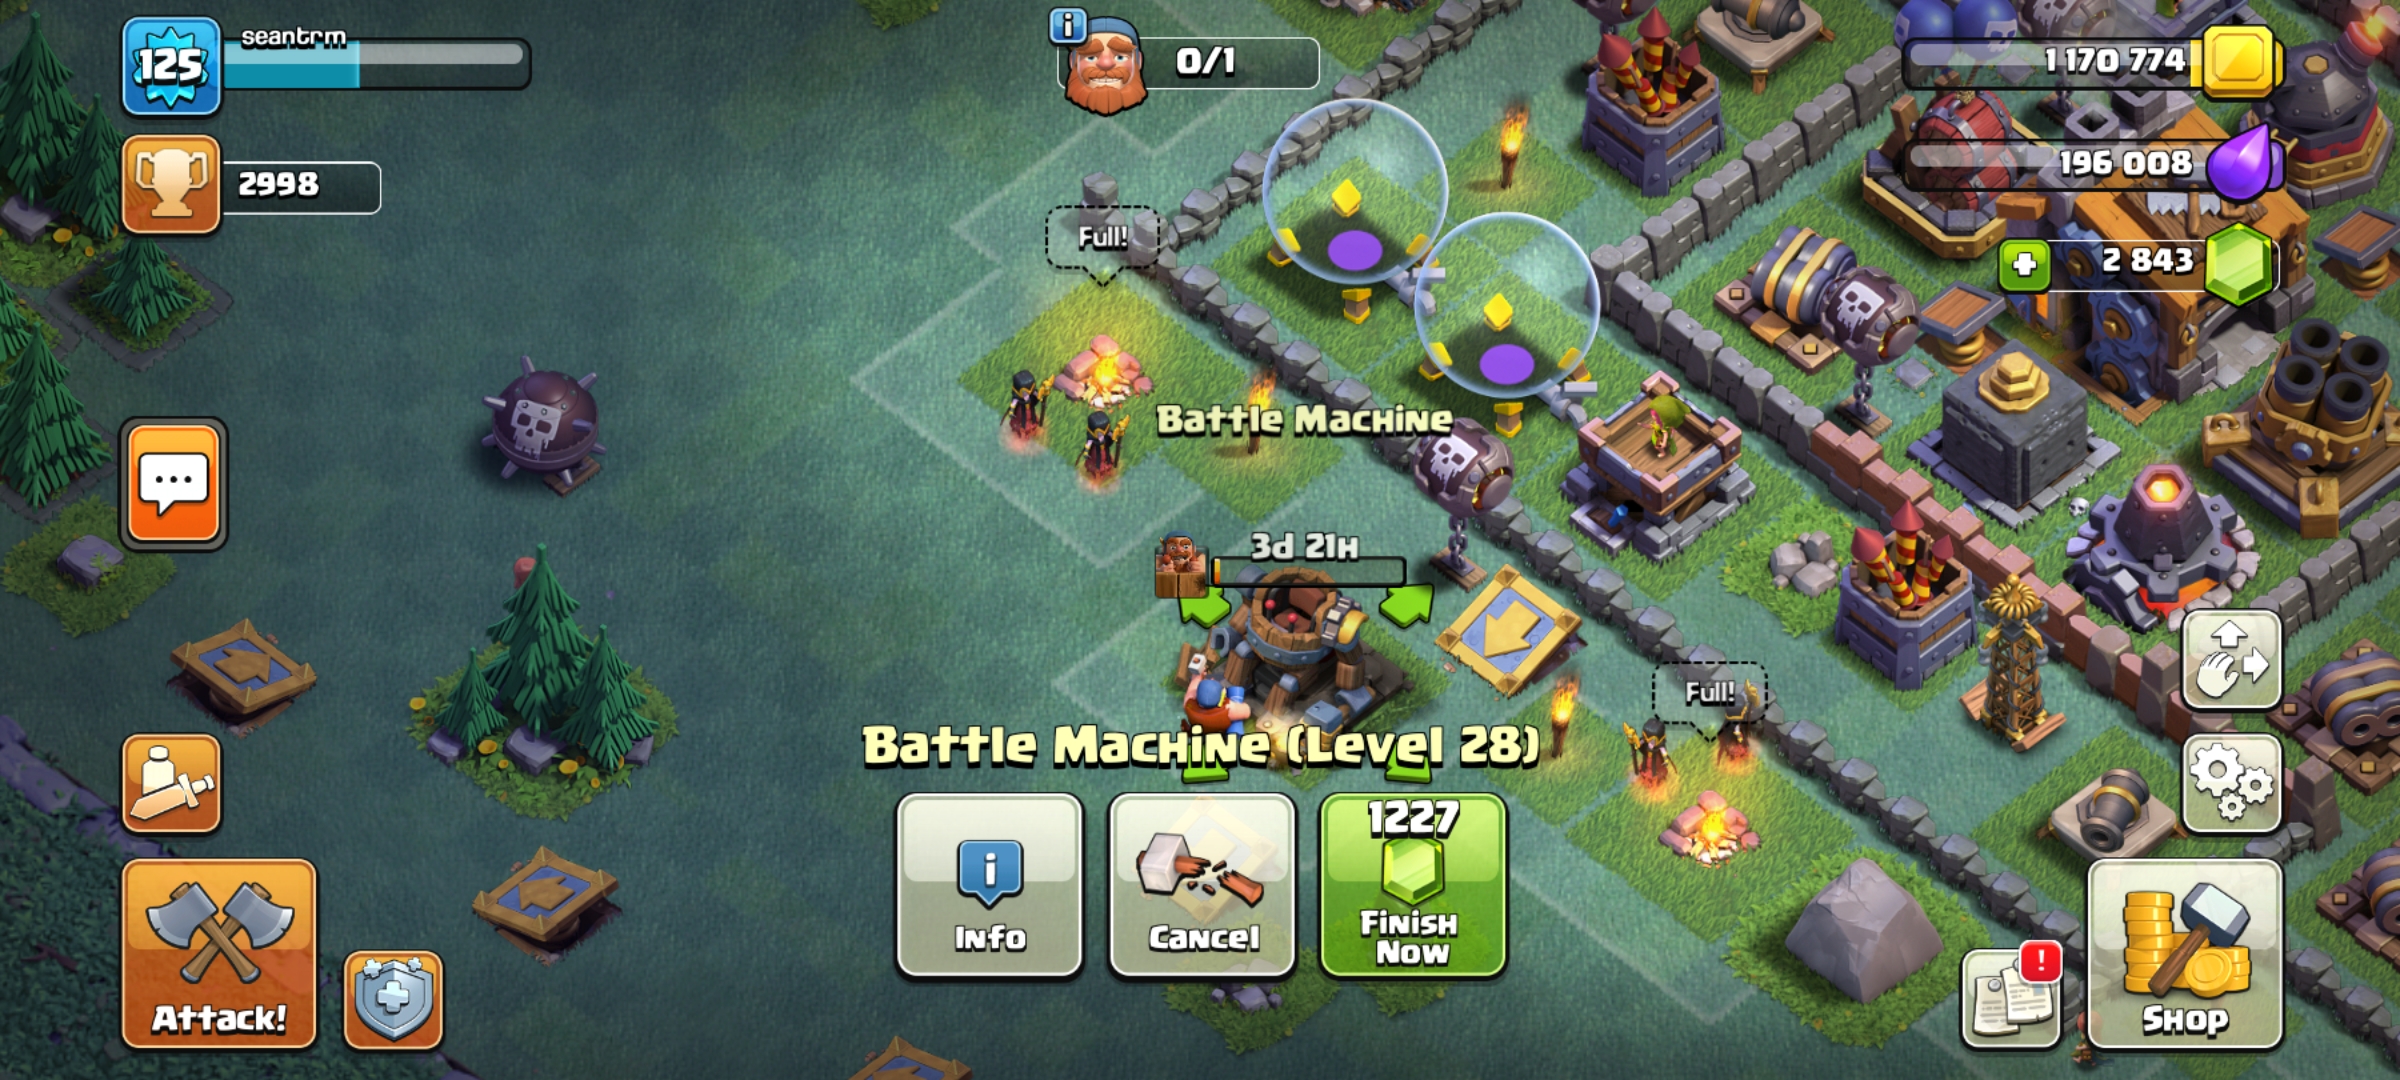 125
seantrm
0/1
1 170 774
196 008
2 843
2998
Full!
Battle Machine
3d 21H
Full!
Battle Machine (Level 28)
Info
Cancel
1227
Finish
Now
Attack!
!
Shop